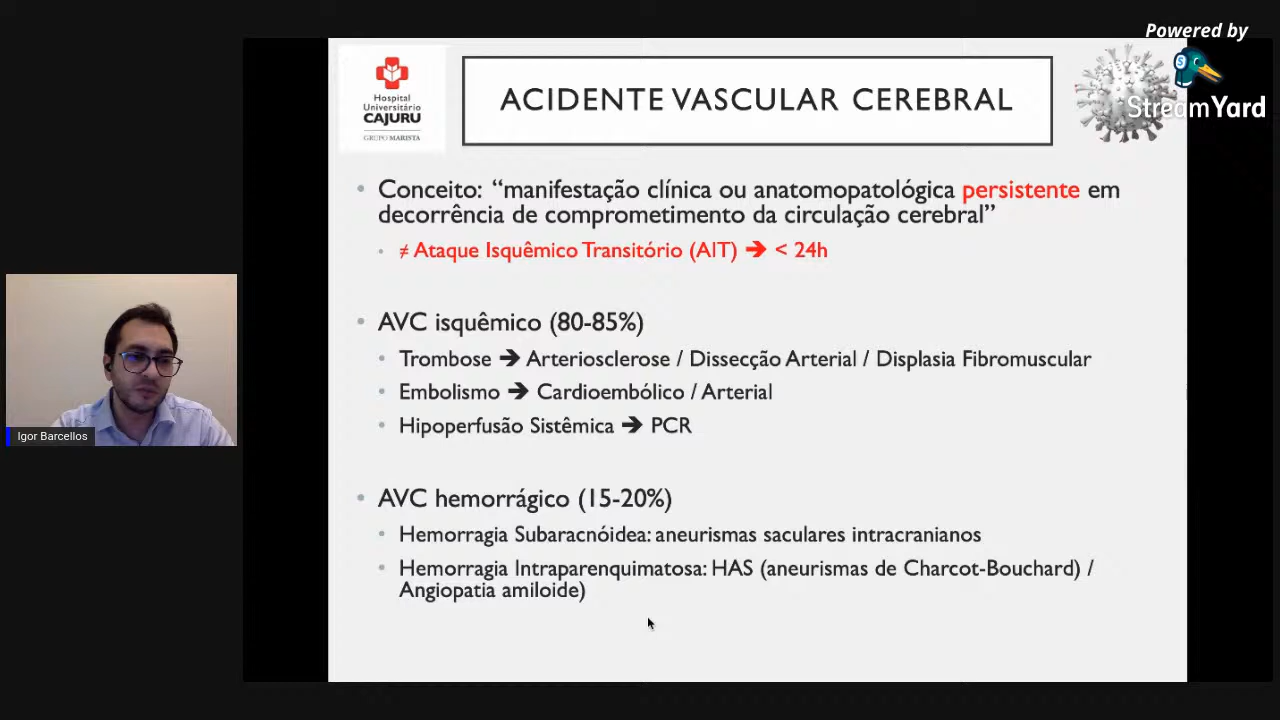 Powered by
StreamYard
Hospital
Universitário
CAJURU
GRUPO MARISTA
ACIDENTE VASCULAR CEREBRAL
• Conceito: “manifestação clínica ou anatomopatológica persistente em
decorrência de comprometimento da circulação cerebral”
• ≠ Ataque Isquêmico Transitório (AIT) ➔ < 24h
• AVC isquêmico (80-85%)
• Trombose ➔ Arteriosclerose / Dissecção Arterial / Displasia Fibromuscular
• Embolismo ➔ Cardioembólico / Arterial
• Hipoperfusão Sistêmica ➔ PCR
• AVC hemorrágico (15-20%)
• Hemorragia Subaracnóidea: aneurismas saculares intracranianos
• Hemorragia Intraparenquimatosa: HAS (aneurismas de Charcot-Bouchard) /
Angiopatia amiloide)
Igor Barcellos